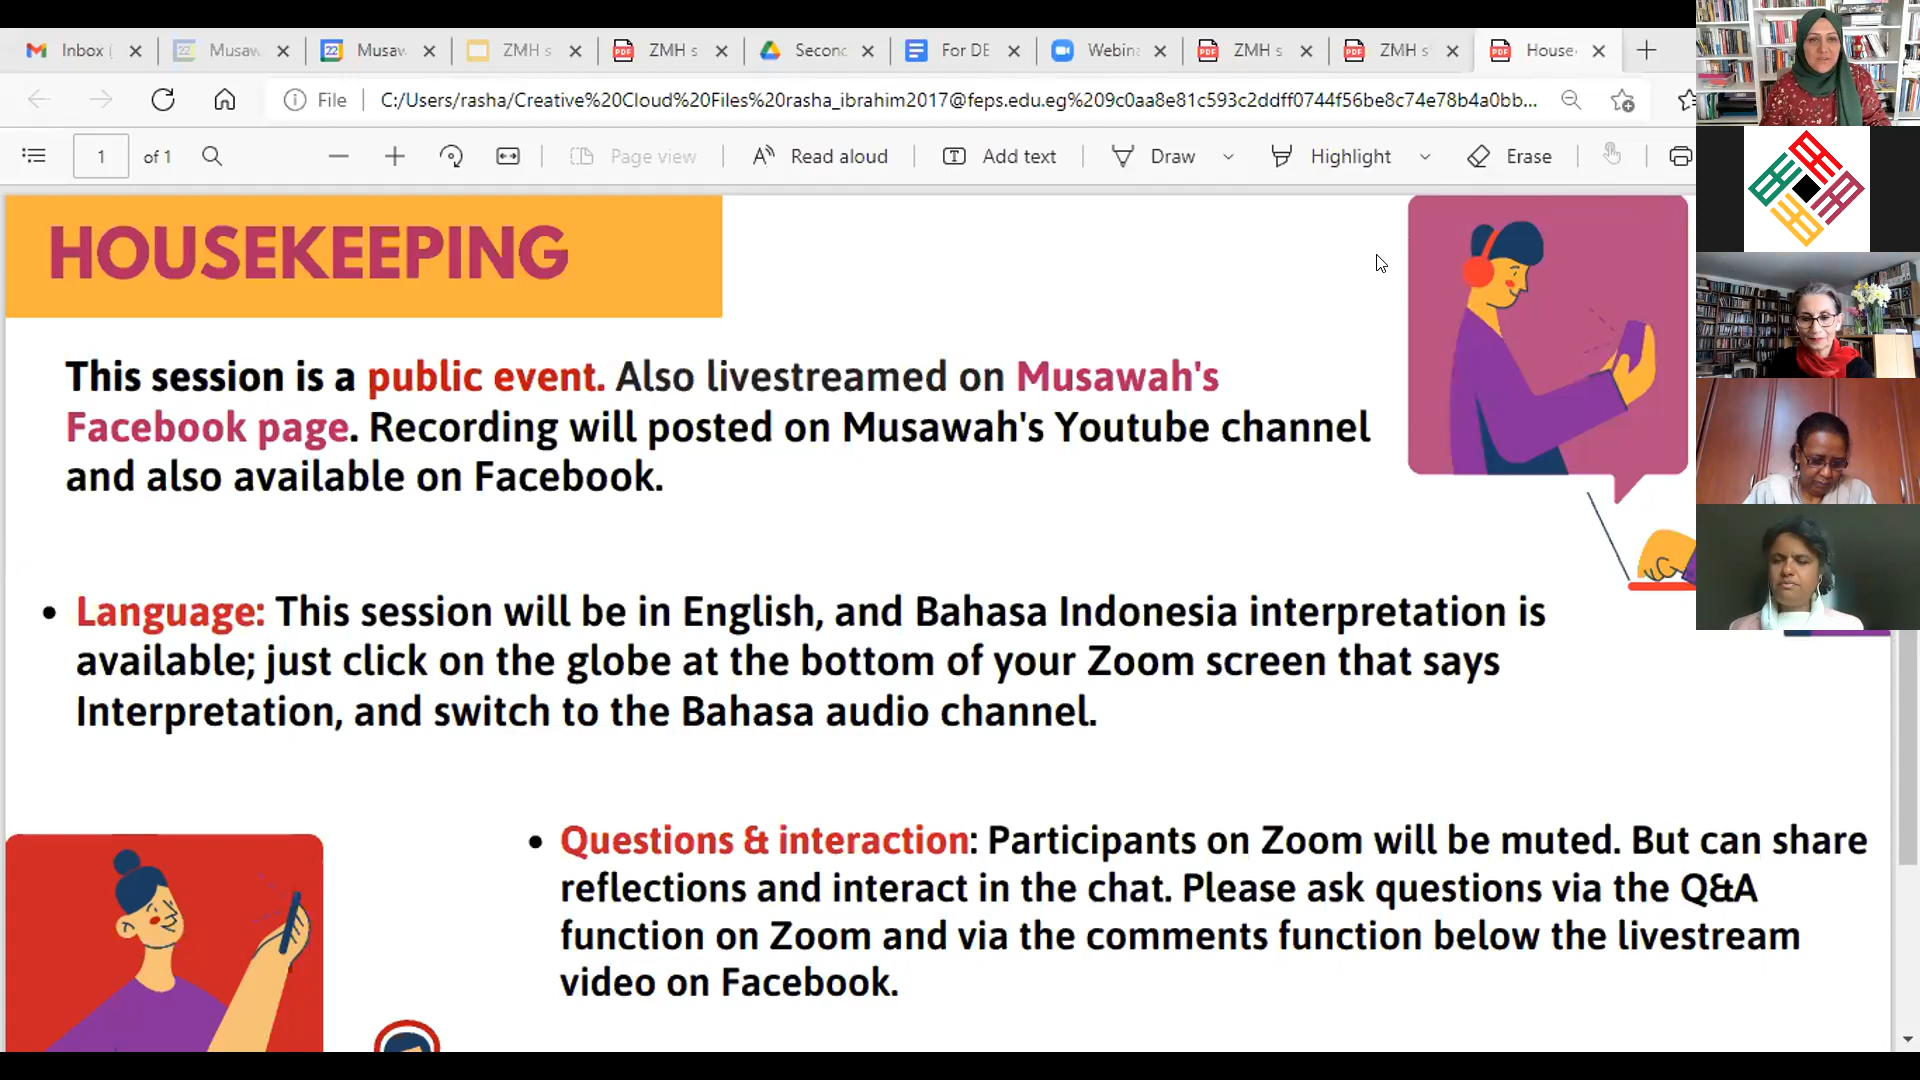 Inbox (
Musaw
Musaw
ZMH s
ZMH s
Second
For DE
Webina
ZMH s
ZMH s
House
File
C:/Users/rasha/Creative%20Cloud%20Files%20rasha_ibrahim2017@feps.edu.eg%209c0aa8e81c593c2ddff0744f56be8c74e78b4a0bb...
1
of 1
Page view
Read aloud
Add text
Draw
Highlight
Erase
HOUSEKEEPING
This session is a public event. Also livestreamed on Musawah's
Facebook page. Recording will posted on Musawah's Youtube channel
and also available on Facebook.
• Language: This session will be in English, and Bahasa Indonesia interpretation is
available; just click on the globe at the bottom of your Zoom screen that says
Interpretation, and switch to the Bahasa audio channel.
• Questions & interaction: Participants on Zoom will be muted. But can share
reflections and interact in the chat. Please ask questions via the Q&A
function on Zoom and via the comments function below the livestream
video on Facebook.